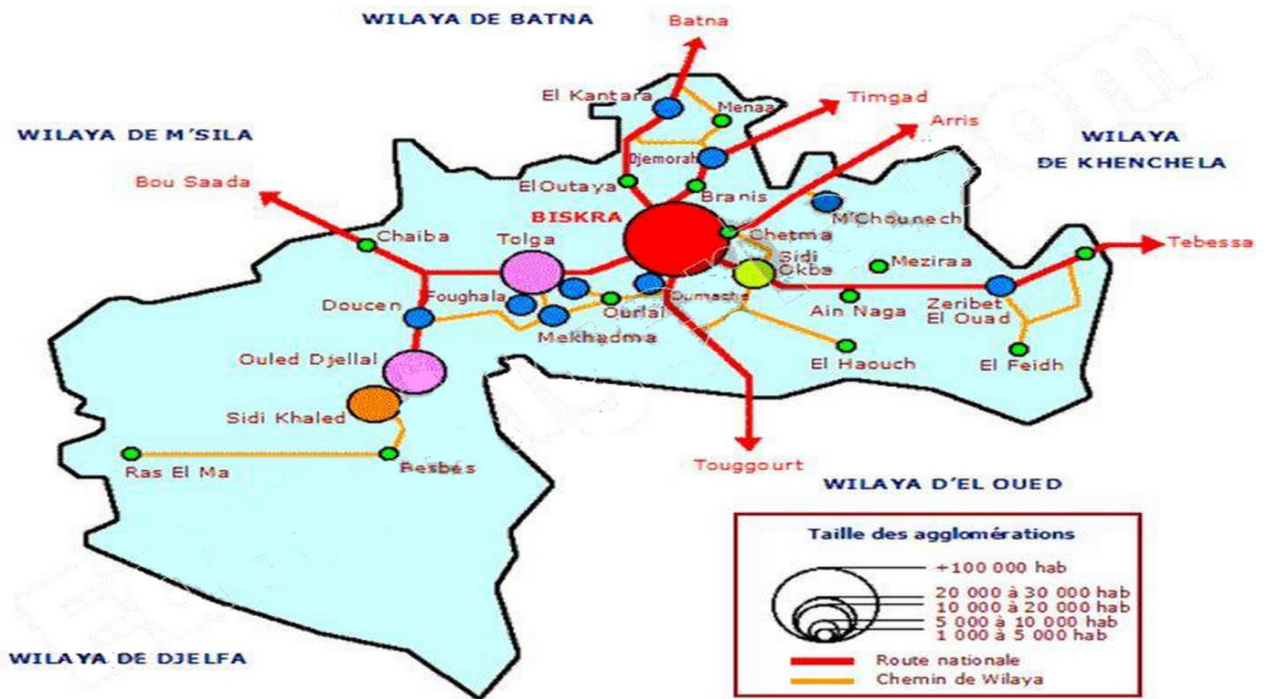 WILAYA DE BATNA
Batna
El Kantara
Menaa
Timgad
WILAYA DE M'SILA
Arris
WILAYA
DE KHENCHELA
Djemorah
Bou Saada
El Outaya
Branis
BISKRA
M'Chounech
Chaiba
Tolga
Chetma
Tebessa
Sidi
Okba
Meziraa
Doucen
Foughala
Ourlal
Oumache
Ain Naga
Zeribet
El Ouad
Mekhadma
Ouled Djellal
El Haouch
El Feidh
Sidi Khaled
Ras El Ma
Besbes
Touggourt
WILAYA D'EL OUED
Taille des agglomérations
+100 000 hab
20 000 à 30 000 hab
10 000 à 20 000 hab
5 000 à 10 000 hab
1 000 à 5 000 hab
Route nationale
Chemin de Wilaya
WILAYA DE DJELFA